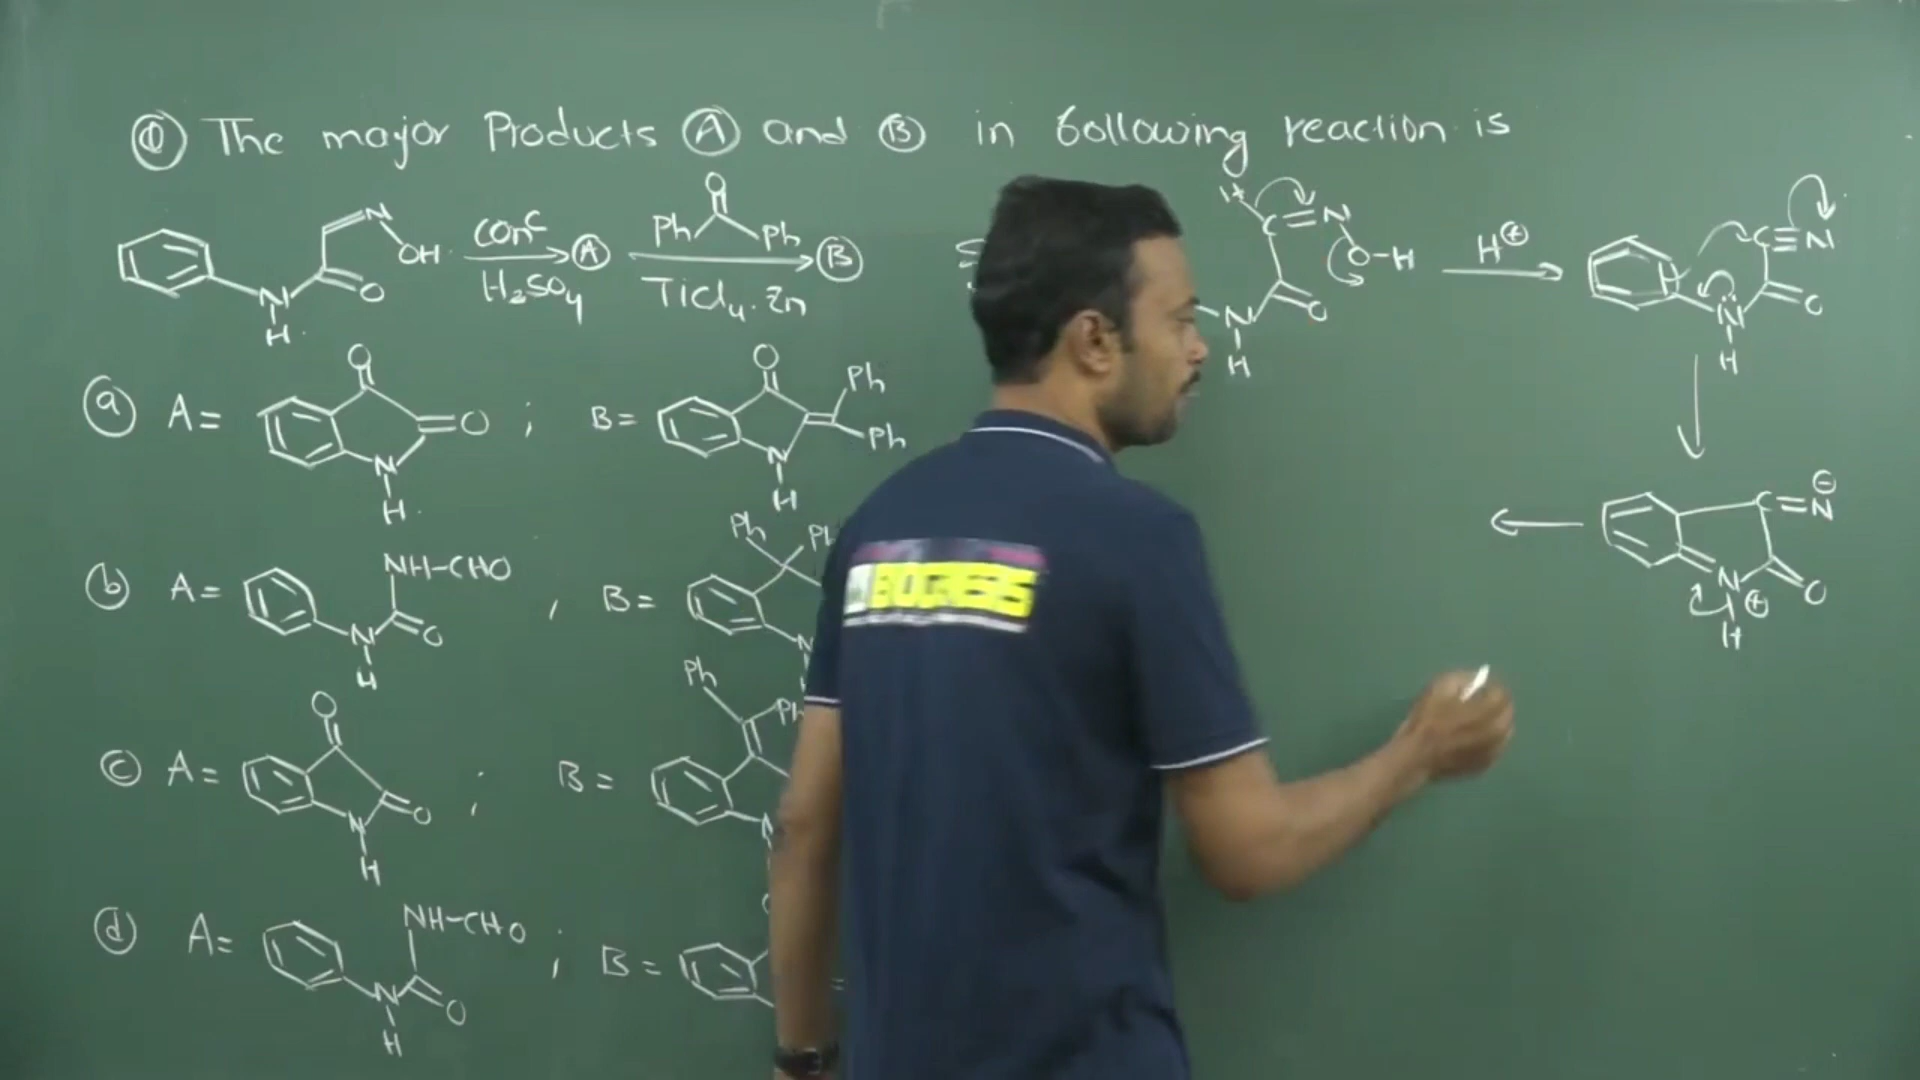 Q The major Products A and B in following reaction is
N OH N H O
Conc H₂SO₄ A
O Ph Ph TiCl₄. Zn B
H C=N O-H O N H
H⊕
C≡N H N H O
a A= O O N H ; B= O Ph Ph N H
⊖ C=N N ⊕ H O
b A= NH-CHO N O H , B= Ph N
c A= O O N H ; B= Ph Ph N
d A= NH-CHO N O H ; B=